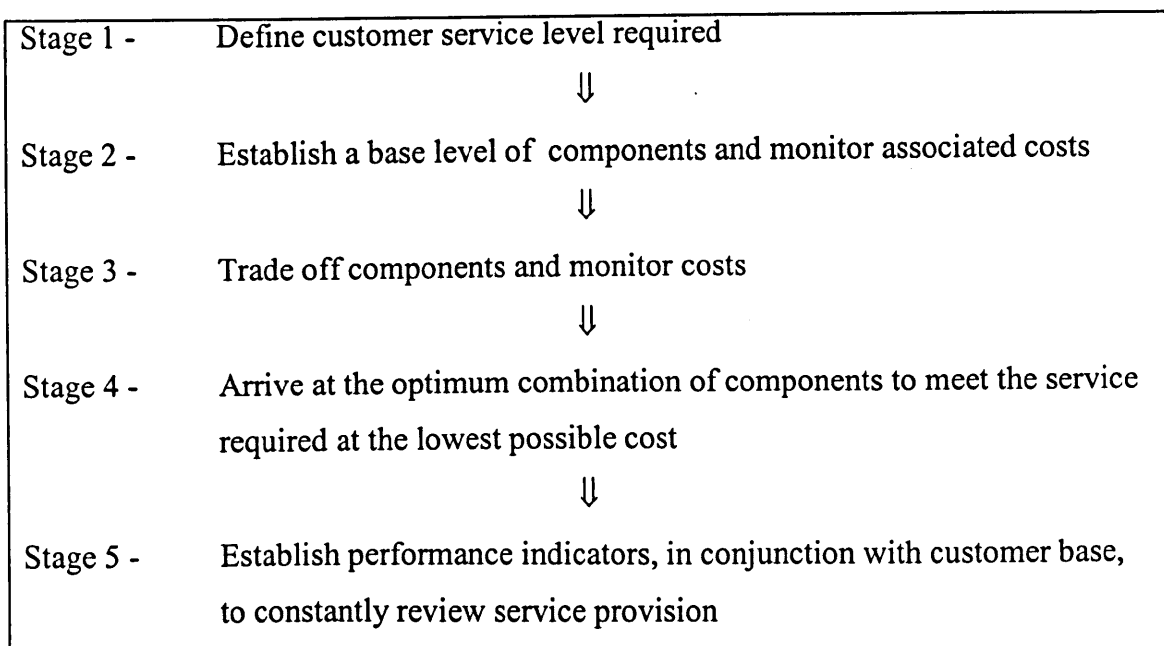 Stage 1 - Define customer service level required
⇓
Stage 2 - Establish a base level of components and monitor associated costs
⇓
Stage 3 - Trade off components and monitor costs
⇓
Stage 4 - Arrive at the optimum combination of components to meet the service
required at the lowest possible cost
⇓
Stage 5 - Establish performance indicators, in conjunction with customer base,
to constantly review service provision